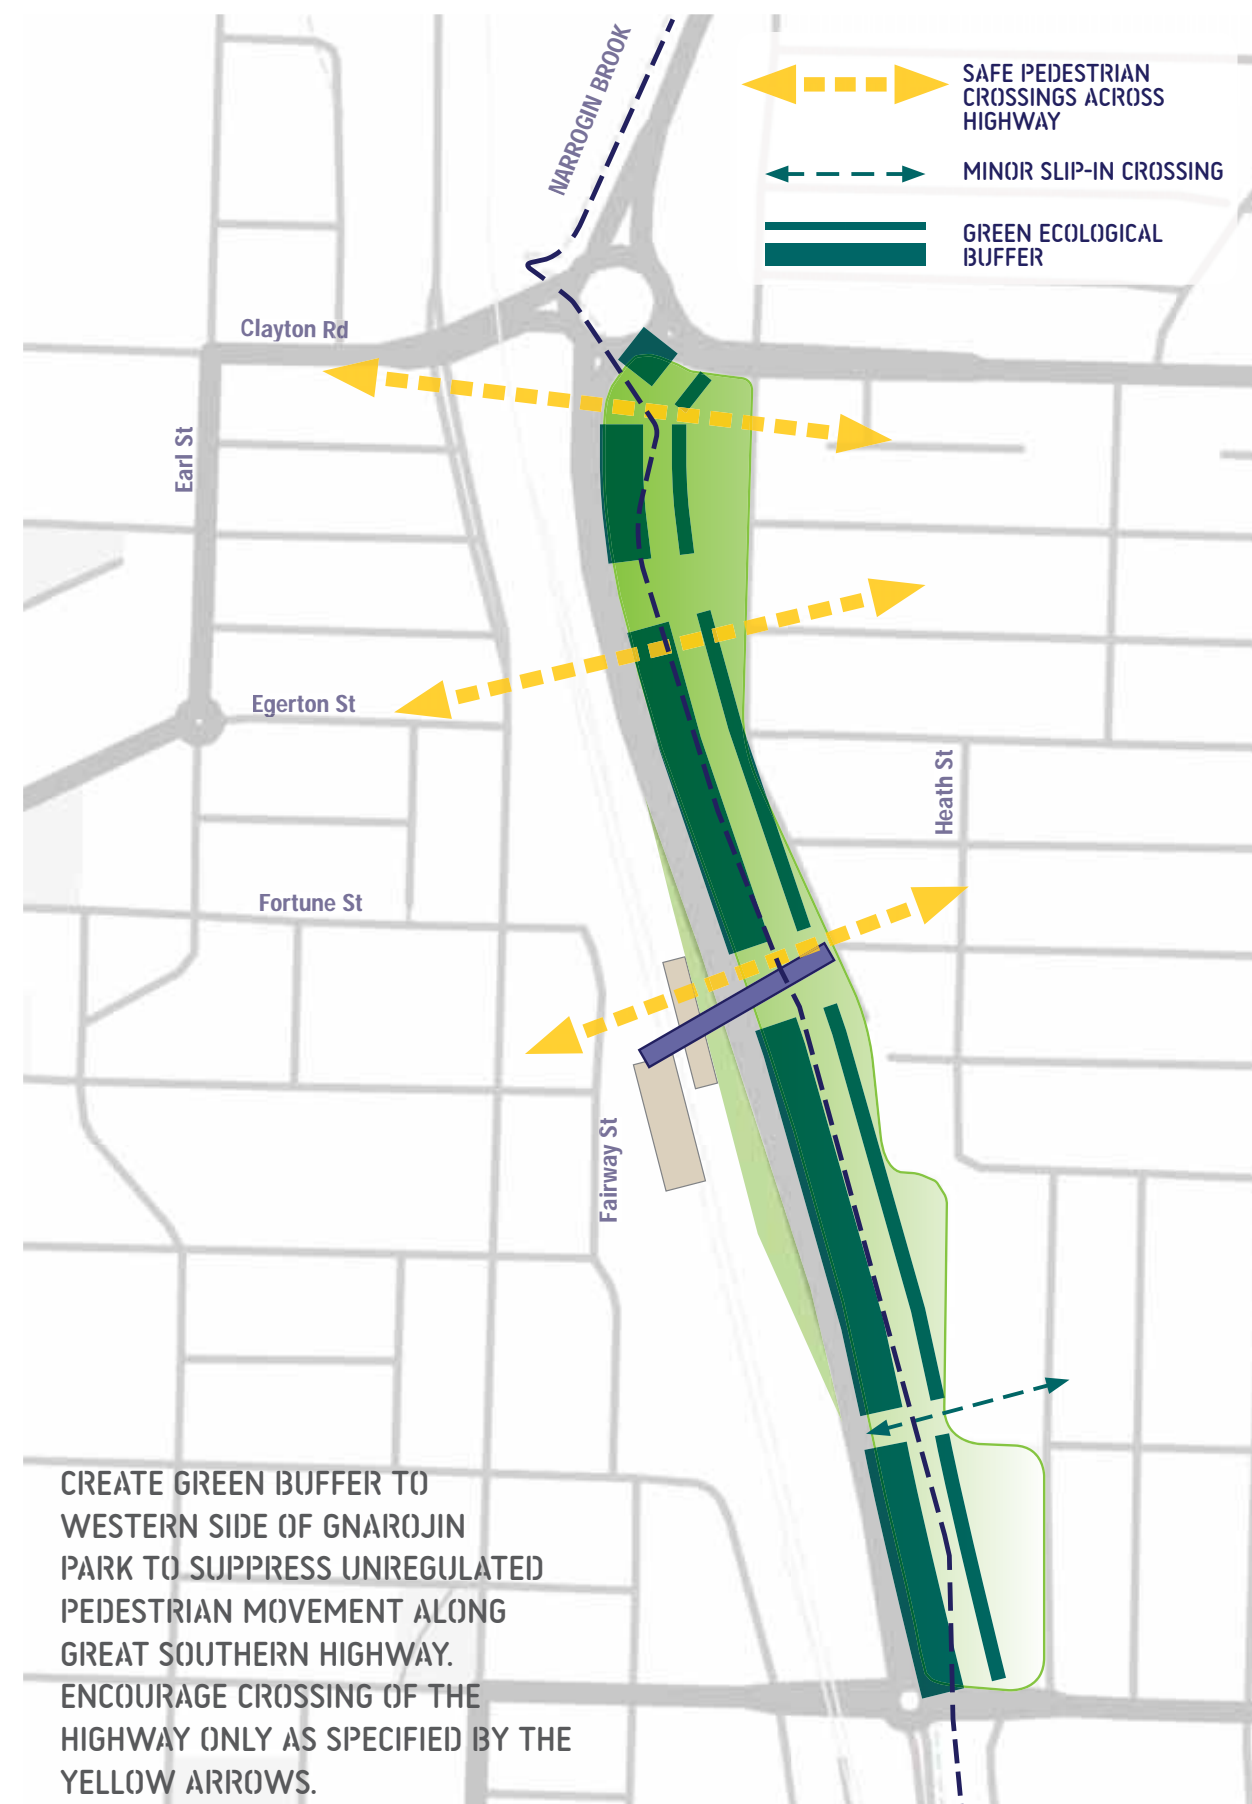 NARROGIN BROOK
SAFE PEDESTRIAN
CROSSINGS ACROSS
HIGHWAY
MINOR SLIP-IN CROSSING
GREEN ECOLOGICAL
BUFFER
Clayton Rd
Earl St
Egerton St
Heath St
Fortune St
Fairway St
CREATE GREEN BUFFER TO
WESTERN SIDE OF GNAROJIN
PARK TO SUPPRESS UNREGULATED
PEDESTRIAN MOVEMENT ALONG
GREAT SOUTHERN HIGHWAY.
ENCOURAGE CROSSING OF THE
HIGHWAY ONLY AS SPECIFIED BY THE
YELLOW ARROWS.